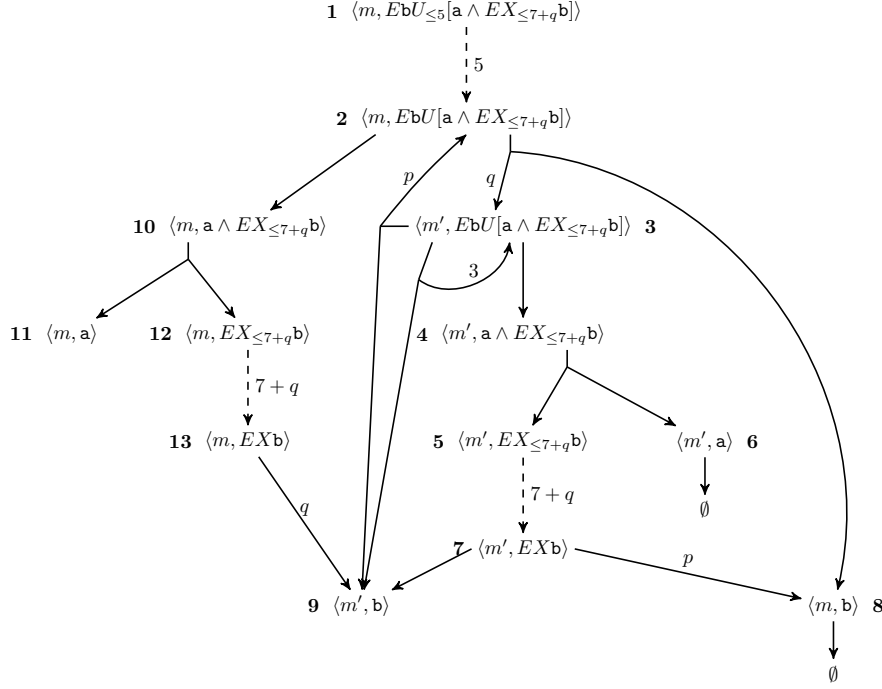 1 ⟨m, EbU≤5[a ∧ EX≤7+qb]⟩
5
2 ⟨m, EbU[a ∧ EX≤7+qb]⟩
p
q
10 ⟨m, a ∧ EX≤7+qb⟩
⟨m′, EbU[a ∧ EX≤7+qb]⟩ 3
3
11 ⟨m, a⟩
12 ⟨m, EX≤7+qb⟩
4 ⟨m′, a ∧ EX≤7+qb⟩
7 + q
13 ⟨m, EXb⟩
5 ⟨m′, EX≤7+qb⟩
⟨m′, a⟩ 6
7 + q
q
∅
7 ⟨m′, EXb⟩
p
9 ⟨m′, b⟩
⟨m, b⟩ 8
∅